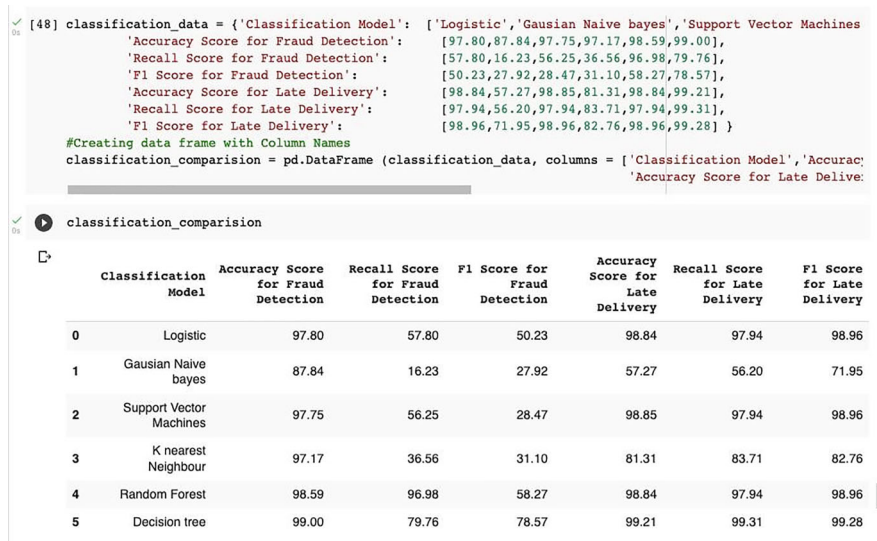 [48] classification_data = {'Classification Model': ['Logistic','Gausian Naive bayes','Support Vector Machines
'Accuracy Score for Fraud Detection': [97.80,87.84,97.75,97.17,98.59,99.00],
'Recall Score for Fraud Detection': [57.80,16.23,56.25,36.56,96.98,79.76],
'F1 Score for Fraud Detection': [50.23,27.92,28.47,31.10,58.27,78.57],
'Accuracy Score for Late Delivery': [98.84,57.27,98.85,81.31,98.84,99.21],
'Recall Score for Late Delivery': [97.94,56.20,97.94,83.71,97.94,99.31],
'F1 Score for Late Delivery': [98.96,71.95,98.96,82.76,98.96,99.28] }
0s
#Creating data frame with Column Names
classification_comparision = pd.DataFrame (classification_data, columns = ['Classification Model','Accuracy
'Accuracy Score for Late Delive
classification_comparision
0s
Classification Model Accuracy Score for Fraud Detection Recall Score for Fraud Detection F1 Score for Fraud Detection Accuracy Score for Late Delivery Recall Score for Late Delivery F1 Score for Late Delivery
0 Logistic 97.80 57.80 50.23 98.84 97.94 98.96
1 Gausian Naive bayes 87.84 16.23 27.92 57.27 56.20 71.95
2 Support Vector Machines 97.75 56.25 28.47 98.85 97.94 98.96
3 K nearest Neighbour 97.17 36.56 31.10 81.31 83.71 82.76
4 Random Forest 98.59 96.98 58.27 98.84 97.94 98.96
5 Decision tree 99.00 79.76 78.57 99.21 99.31 99.28